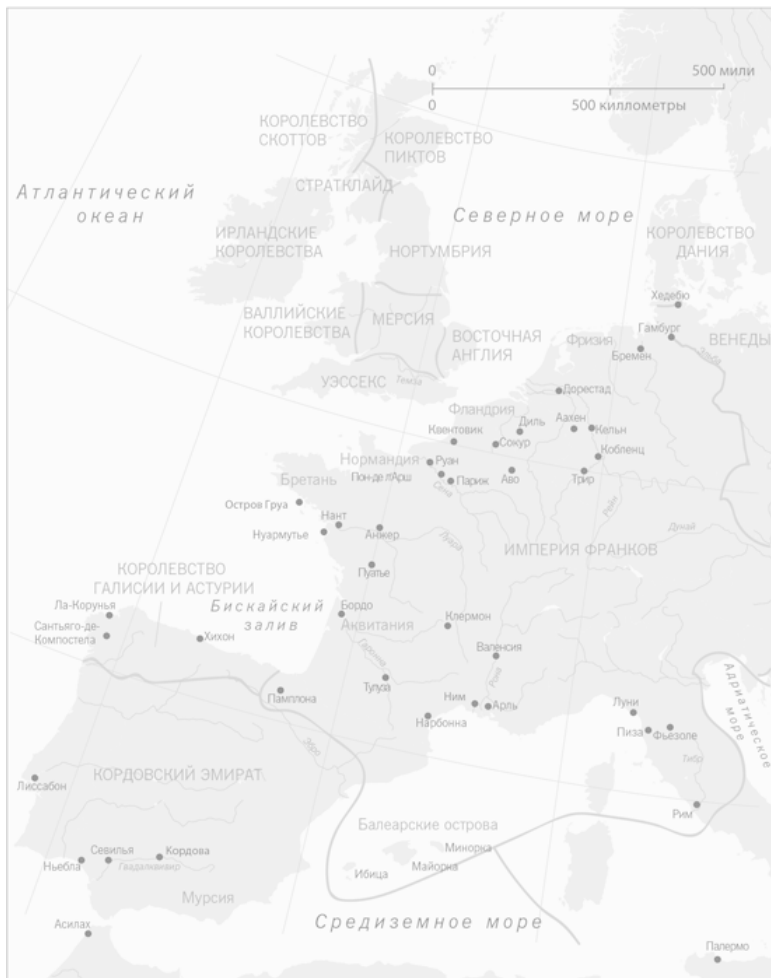 0
500 мили
0
500 киллометры
КОРОЛЕВСТВО
СКОТТОВ
КОРОЛЕВСТВО
ПИКТОВ
СТРАТКЛАЙД
Атлантический
океан
Северное море
ИРЛАНДСКИЕ
КОРОЛЕВСТВА
НОРТУМБРИЯ
КОРОЛЕВСТВО
ДАНИЯ
Хедебю
ВАЛЛИЙСКИЕ
КОРОЛЕВСТВА
МЕРСИЯ
ВОСТОЧНАЯ
АНГЛИЯ
Гамбург
Фризия
Бремен
Эльба
ВЕНЕДЫ
УЭССЕКС
Темза
Дорестад
Фландрия
Диль
Аахен
Квентовик
Сокур
Кельн
Кобленц
Нормандия
Руан
Пон-де л'Арш
Париж
Сена
Аво
Трир
Рейн
Бретань
Остров Груа
Нант
Нуармутье
Анжер
Луара
Дунай
ИМПЕРИЯ ФРАНКОВ
Пуатье
КОРОЛЕВСТВО
ГАЛИСИИ И АСТУРИИ
Ла-Корунья
Сантьяго-де-
Компостела
Хихон
Бискайский
залив
Бордо
Аквитания
Клермон
Гаронна
Валенсия
Рона
Памплона
Тулуза
Ним
Арль
Нарбонна
Луни
Пиза
Фьезоле
Адриатическое
море
Эбро
Тибр
КОРДОВСКИЙ ЭМИРАТ
Лиссабон
Рим
Балеарские острова
Минорка
Майорка
Ибица
Севилья
Кордова
Ньебла
Гвадалквивир
Мурсия
Асилах
Средиземное море
Палермо